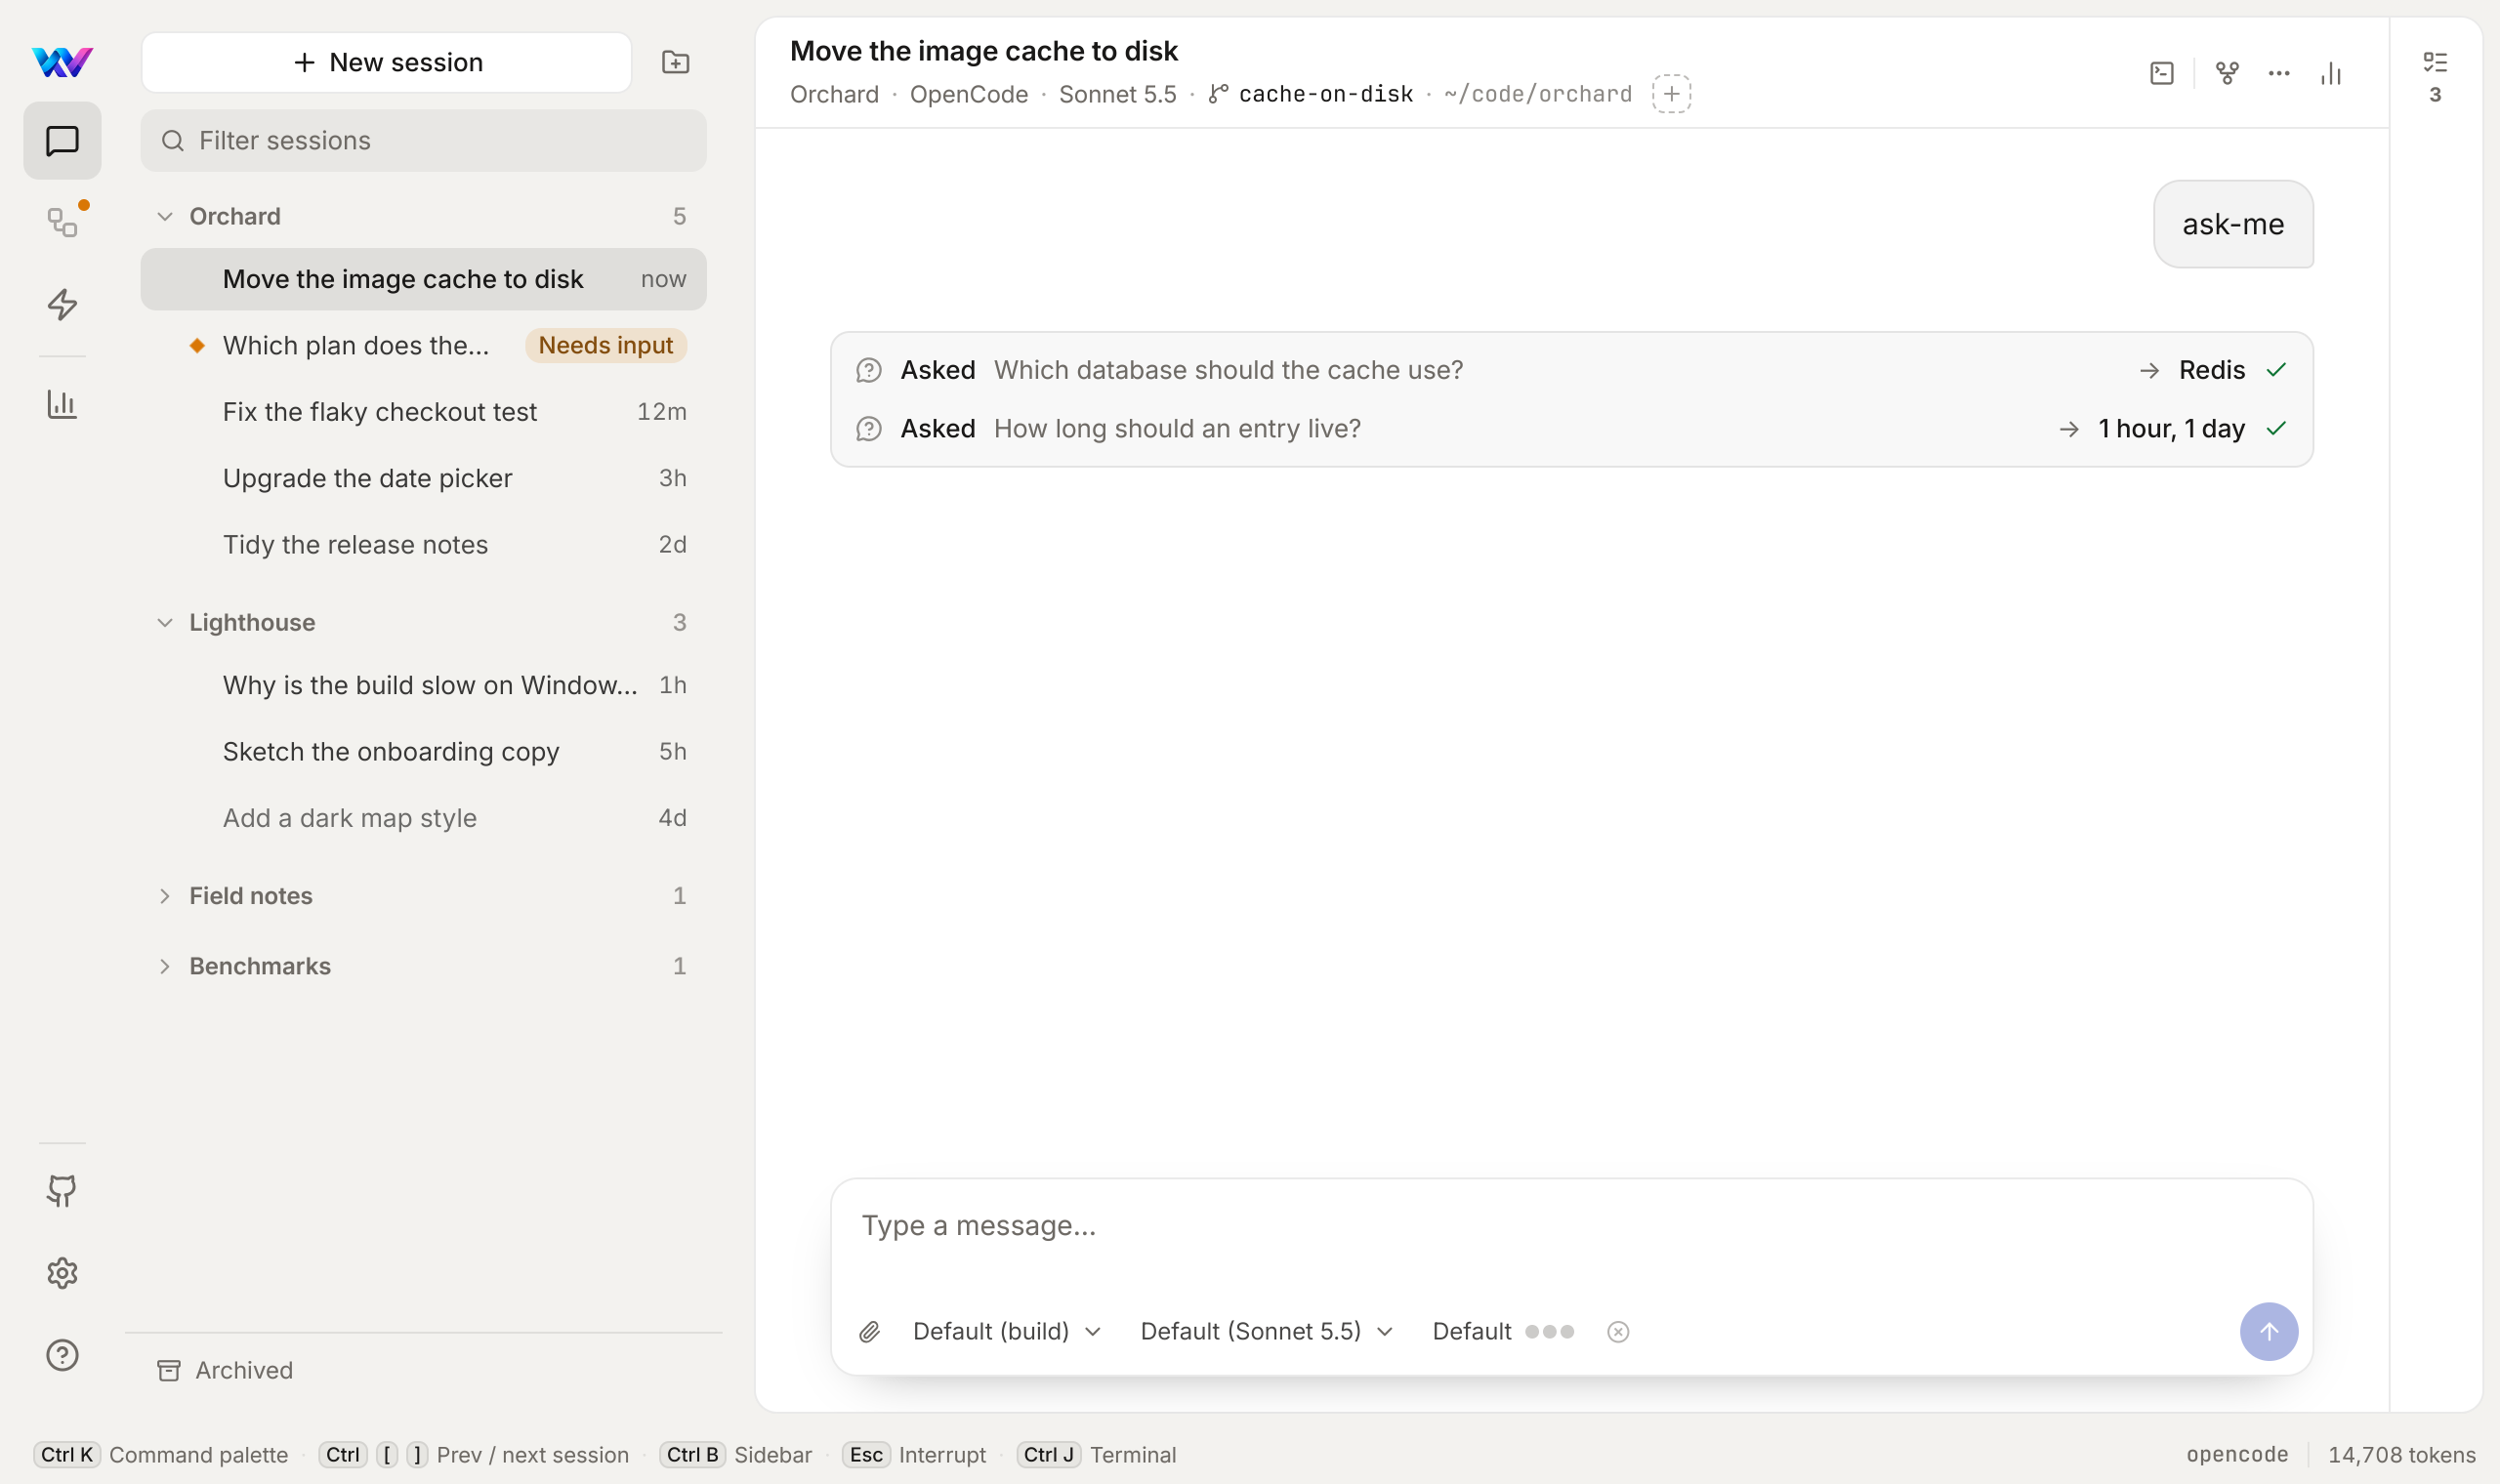 New session
Filter sessions
Orchard 5
Move the image cache to disk now
Which plan does the... Needs input
Fix the flaky checkout test 12m
Upgrade the date picker 3h
Tidy the release notes 2d
Lighthouse 3
Why is the build slow on Window... 1h
Sketch the onboarding copy 5h
Add a dark map style 4d
Field notes 1
Benchmarks 1
Archived
Move the image cache to disk
Orchard · OpenCode · Sonnet 5.5 · cache-on-disk · ~/code/orchard
3
ask-me
Asked Which database should the cache use? → Redis
Asked How long should an entry live? → 1 hour, 1 day
Type a message...
Default (build) Default (Sonnet 5.5) Default
Ctrl K Command palette · Ctrl [ ] Prev / next session · Ctrl B Sidebar · Esc Interrupt · Ctrl J Terminal
opencode 14,708 tokens